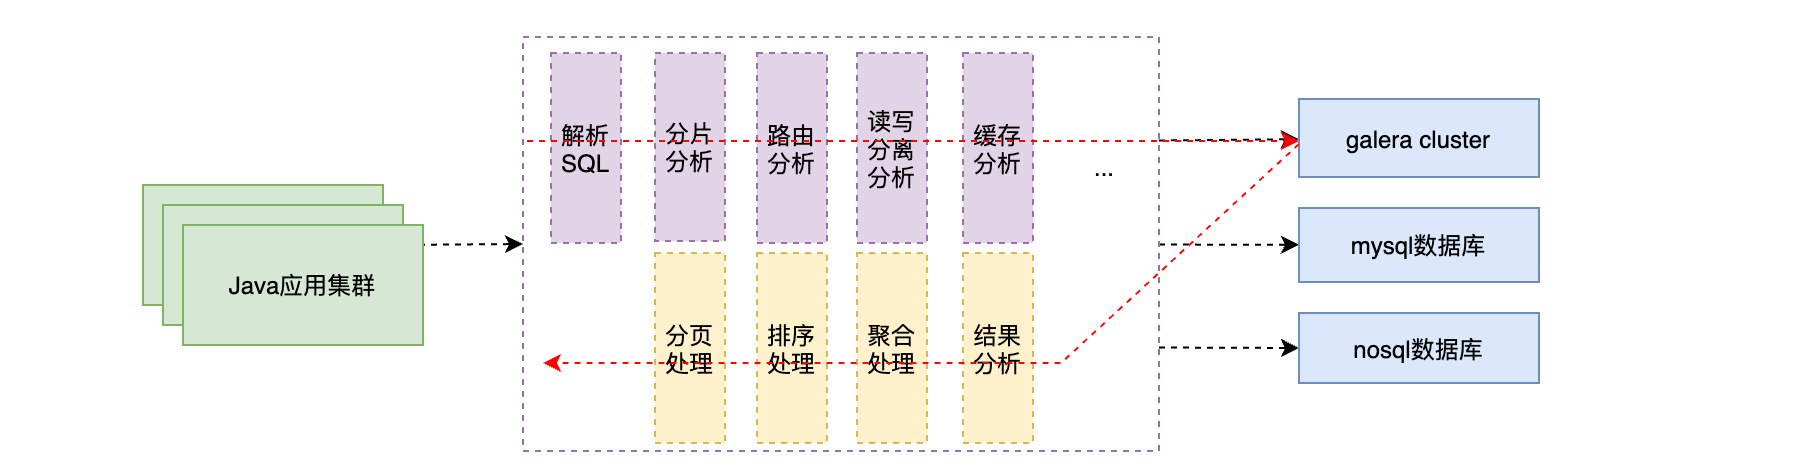 解析
SQL
分片
分析
路由
分析
读写
分离
分析
缓存
分析
...
galera cluster
mysql数据库
Java应用集群
分页
处理
排序
处理
聚合
处理
结果
分析
nosql数据库